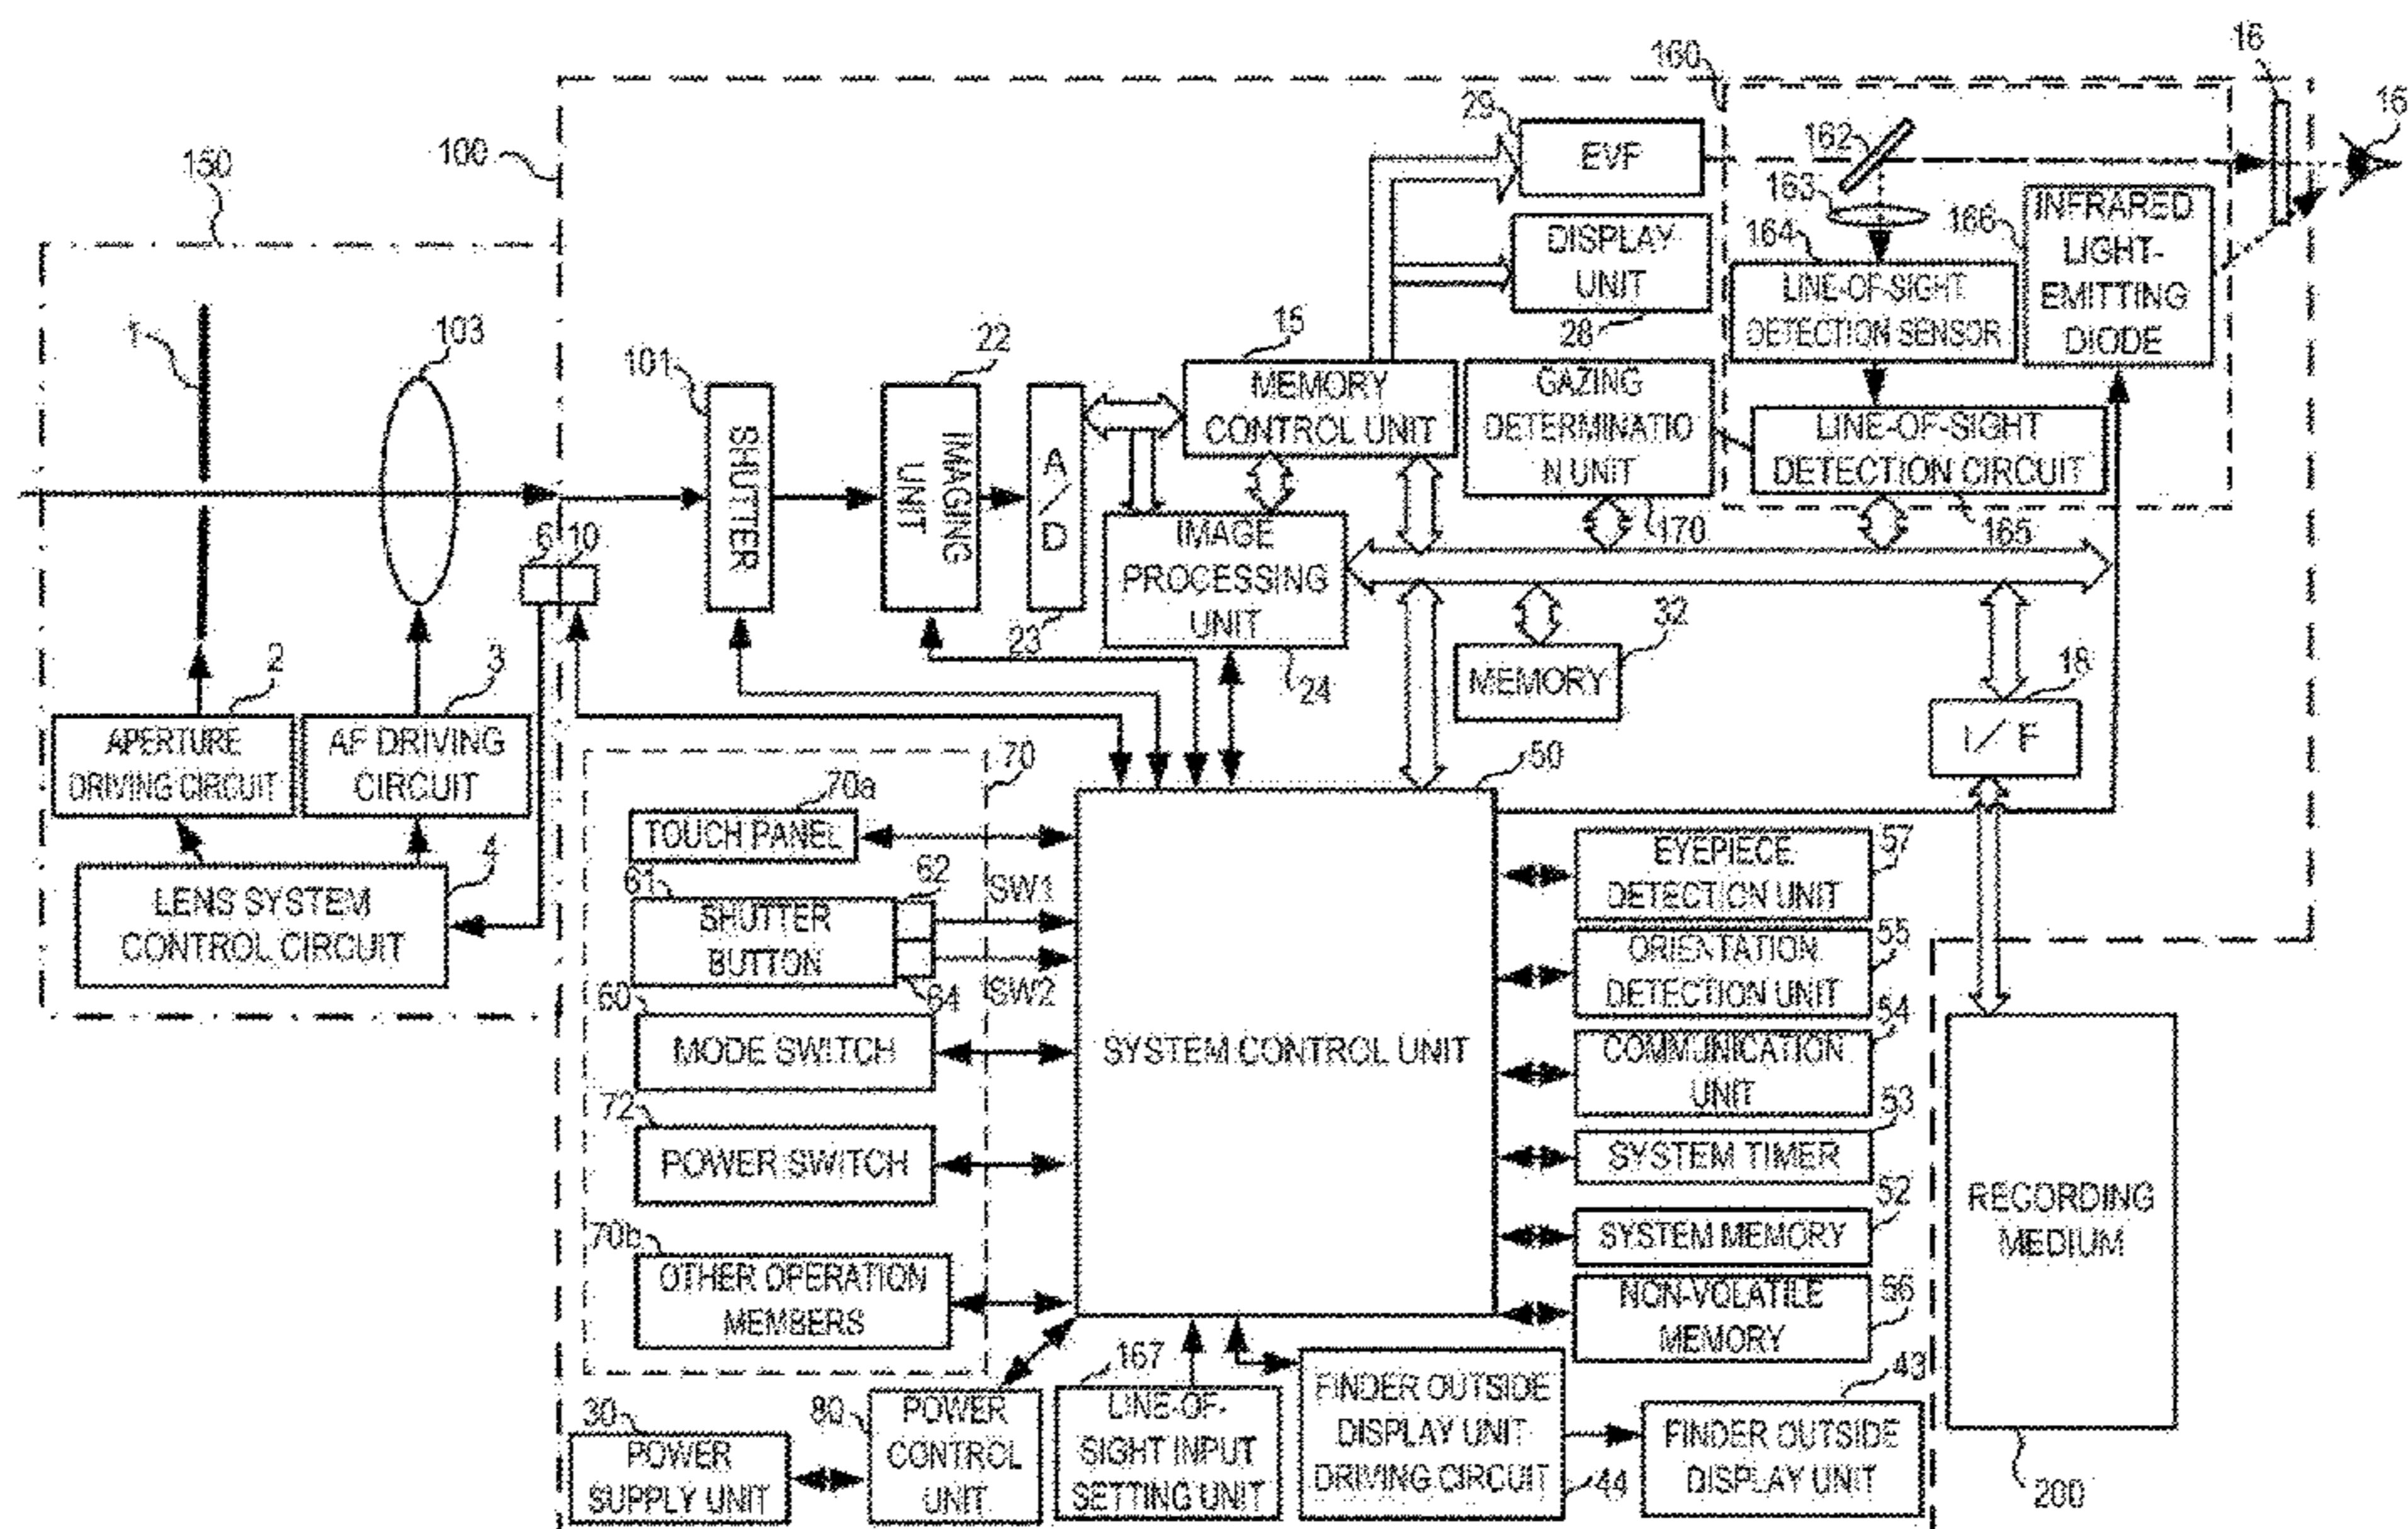 160
16
16
29
162
EVF
100
150
163
INFRARED
LIGHT-
EMITTING
DIODE
166
164
DISPLAY
UNIT
28
LINE-OF-SIGHT
DETECTION SENSOR
1
103
101
22
15
MEMORY
CONTROL UNIT
GAZING
DETERMINATIO
N UNIT
LINE-OF-SIGHT
DETECTION CIRCUIT
SHUTTER
IMAGING
UNIT
A
/
D
170
165
6
10
IMAGE
PROCESSING
UNIT
23
24
32
MEMORY
18
I/F
2
3
APERTURE
DRIVING CIRCUIT
AF DRIVING
CIRCUIT
4
LENS SYSTEM
CONTROL CIRCUIT
70
50
70a
TOUCH PANEL
61
62
SHUTTER
BUTTON
SW1
SW2
64
60
MODE SWITCH
72
POWER SWITCH
70b
OTHER OPERATION
MEMBERS
SYSTEM CONTROL UNIT
EYEPIECE
DETECTION UNIT
57
ORIENTATION
DETECTION UNIT
55
COMMUNICATION
UNIT
54
SYSTEM TIMER
53
SYSTEM MEMORY
52
NON-VOLATILE
MEMORY
56
RECORDING
MEDIUM
200
30
POWER
SUPPLY UNIT
80
POWER
CONTROL
UNIT
167
LINE-OF-
SIGHT INPUT
SETTING UNIT
FINDER OUTSIDE
DISPLAY UNIT
DRIVING CIRCUIT
44
43
FINDER OUTSIDE
DISPLAY UNIT